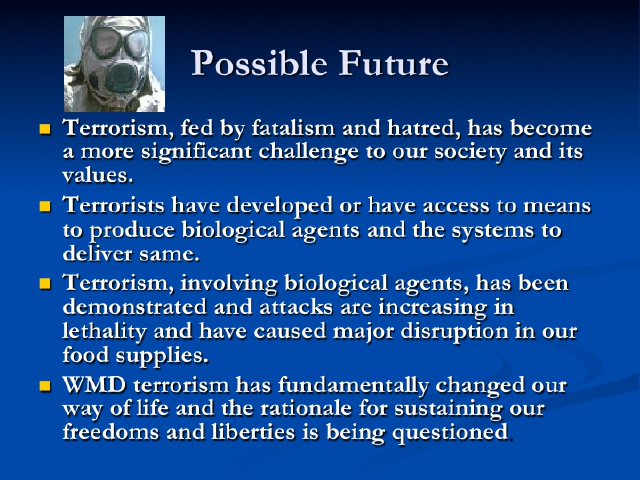 Possible Future
Terrorism, fed by fatalism and hatred, has become
a more significant challenge to our society and its
values.
Terrorists have developed or have access to means
to produce biological agents and the systems to
deliver same.
Terrorism, involving biological agents, has been
demonstrated and attacks are increasing in
lethality and have caused major disruption in our
food supplies.
WMD terrorism has fundamentally changed our
way of life and the rationale for sustaining our
freedoms and liberties is being questioned.